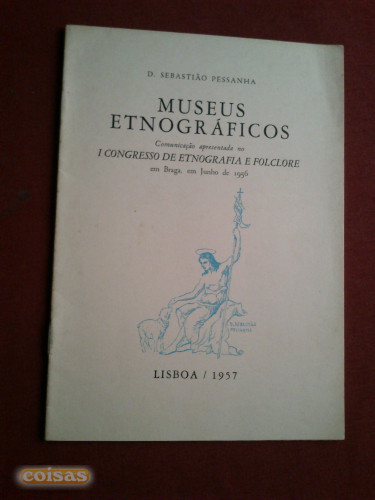 D. SEBASTIÃO PESSANHA
MUSEUS
ETNOGRÁFICOS
Comunicação apresentada no
I CONGRESSO DE ETNOGRAFIA E FOLCLORE
em Braga, em Junho de 1956
LISBOA / 1957
coisas